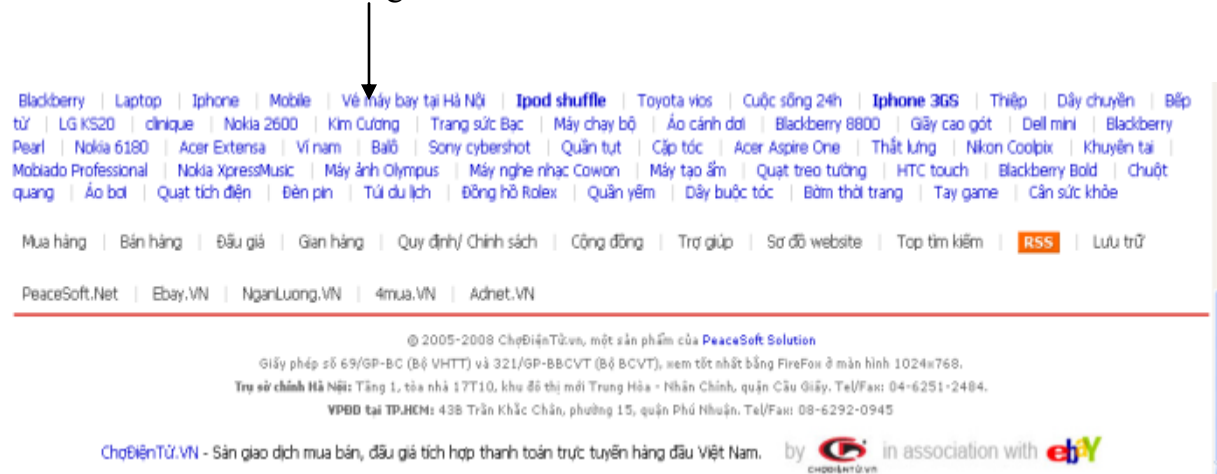 Blackberry | Laptop | Iphone | Mobile | Vé máy bay tại Hà Nội | Ipod shuffle | Toyota vios | Cuộc sống 24h | Iphone 3GS | Thiệp | Dây chuyền | Bếp
từ | LG KS20 | clinique | Nokia 2600 | Kim Cương | Trang sức Bạc | Máy chạy bộ | Áo cánh dơi | Blackberry 8800 | Giầy cao gót | Dell mini | Blackberry
Pearl | Nokia 6180 | Acer Extensa | Ví nam | Balô | Sony cybershot | Quần tụt | Cặp tóc | Acer Aspire One | Thắt lưng | Nikon Coolpix | Khuyên tai |
Mobiado Professional | Nokia XpressMusic | Máy ảnh Olympus | Máy nghe nhạc Cowon | Máy tạo ẩm | Quạt treo tường | HTC touch | Blackberry Bold | Chuột
quang | Áo bơi | Quạt tích điện | Đèn pin | Túi du lịch | Đồng hồ Rolex | Quần yếm | Dây buộc tóc | Bờm thời trang | Tay game | Cân sức khỏe
Mua hàng | Bán hàng | Đấu giá | Gian hàng | Quy định/ Chính sách | Cộng đồng | Trợ giúp | Sơ đồ website | Top tìm kiếm | RSS | Lưu trữ
PeaceSoft.Net | Ebay.VN | NganLuong.VN | 4mua.VN | Adnet.VN
© 2005-2008 ChợĐiệnTử.vn, một sản phẩm của PeaceSoft Solution
Giấy phép số 69/GP-BC (Bộ VHTT) và 321/GP-BBCVT (Bộ BCVT), xem tốt nhất bằng FireFox ở màn hình 1024x768.
Trụ sở chính Hà Nội: Tầng 1, tòa nhà 17T10, khu đô thị mới Trung Hòa - Nhân Chính, quận Cầu Giấy. Tel/Fax: 04-6251-2484.
VPĐD tại TP.HCM: 43B Trần Khắc Chân, phường 15, quận Phú Nhuận. Tel/Fax: 08-6292-0945
ChợĐiệnTử.VN - Sàn giao dịch mua bán, đấu giá tích hợp thanh toán trực tuyến hàng đầu Việt Nam. by CHỢĐIỆNTỬ.VN in association with ebaY